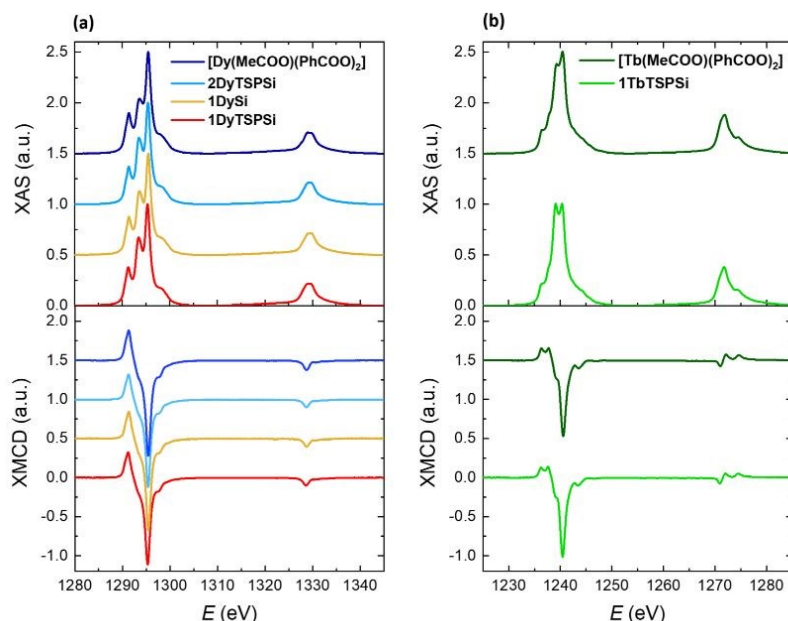 (a)
[Dy(MeCOO)(PhCOO)2]
2DyTSPSi
1DySi
1DyTSPSi
XAS (a.u.)
2.5
2.0
1.5
1.0
0.5
0.0
XMCD (a.u.)
2.0
1.5
1.0
0.5
0.0
-0.5
-1.0
1280 1290 1300 1310 1320 1330 1340
E (eV)
(b)
[Tb(MeCOO)(PhCOO)2]
1TbTSPSi
XAS (a.u.)
2.5
2.0
1.5
1.0
0.5
0.0
XMCD (a.u.)
2.0
1.5
1.0
0.5
0.0
-0.5
-1.0
1230 1240 1250 1260 1270 1280
E (eV)